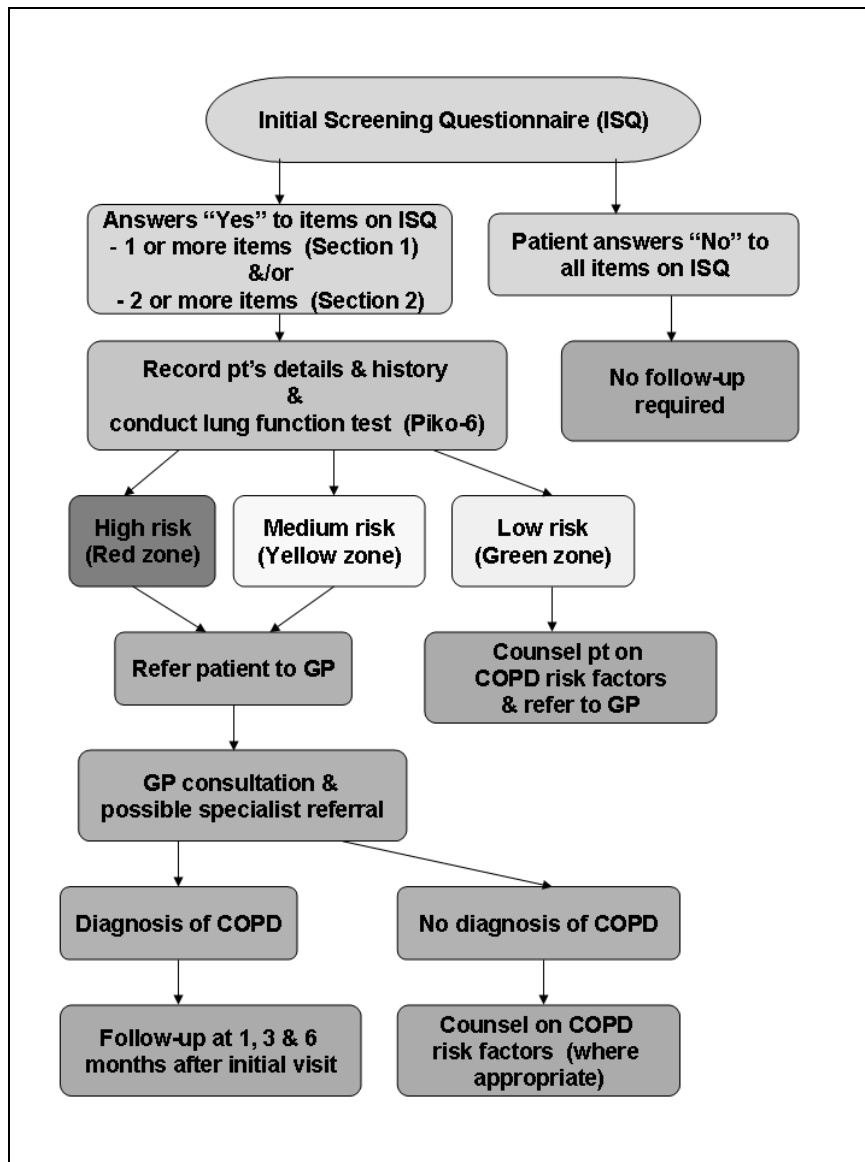 Initial Screening Questionnaire (ISQ)
Answers “Yes” to items on ISQ
- 1 or more items (Section 1)
&/or
- 2 or more items (Section 2)
Patient answers “No” to
all items on ISQ
Record pt’s details & history
&
conduct lung function test (Piko-6)
No follow-up
required
High risk
(Red zone)
Medium risk
(Yellow zone)
Low risk
(Green zone)
Refer patient to GP
Counsel pt on
COPD risk factors
& refer to GP
GP consultation &
possible specialist referral
Diagnosis of COPD
No diagnosis of COPD
Follow-up at 1, 3 & 6
months after initial visit
Counsel on COPD
risk factors (where
appropriate)